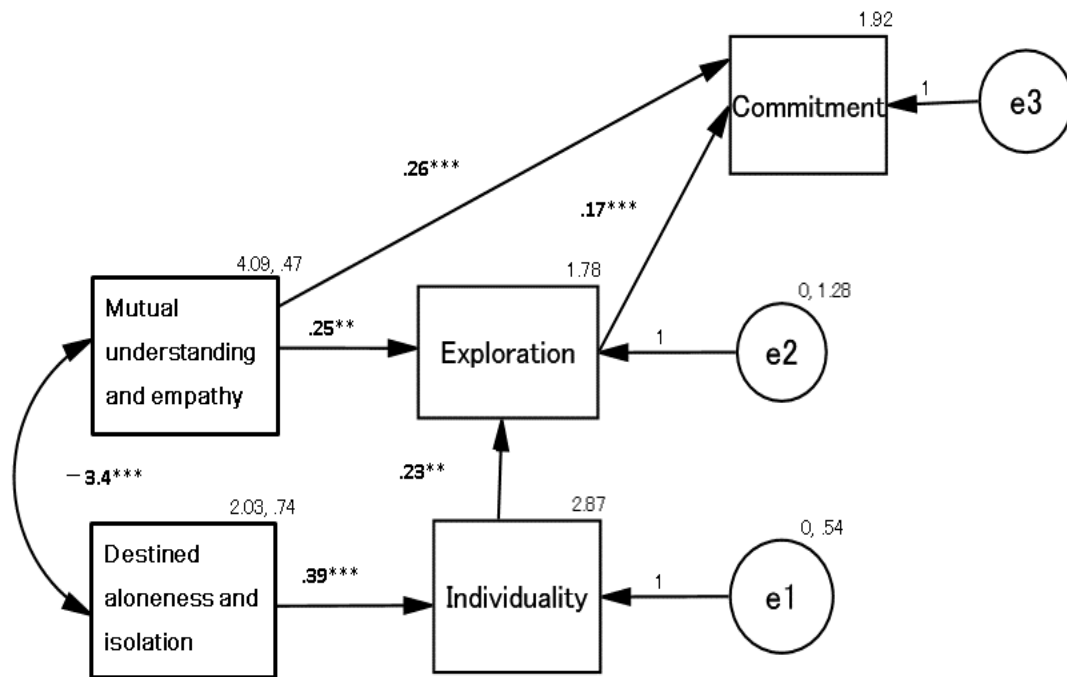 1.92
Commitment
1
e3
.26***
.17***
4.09, .47
Mutual
understanding
and empathy
.25**
1.78
Exploration
1
0, 1.28
e2
－3.4***
.23**
2.03, .74
Destined
aloneness and
isolation
.39***
2.87
Individuality
1
0, .54
e1